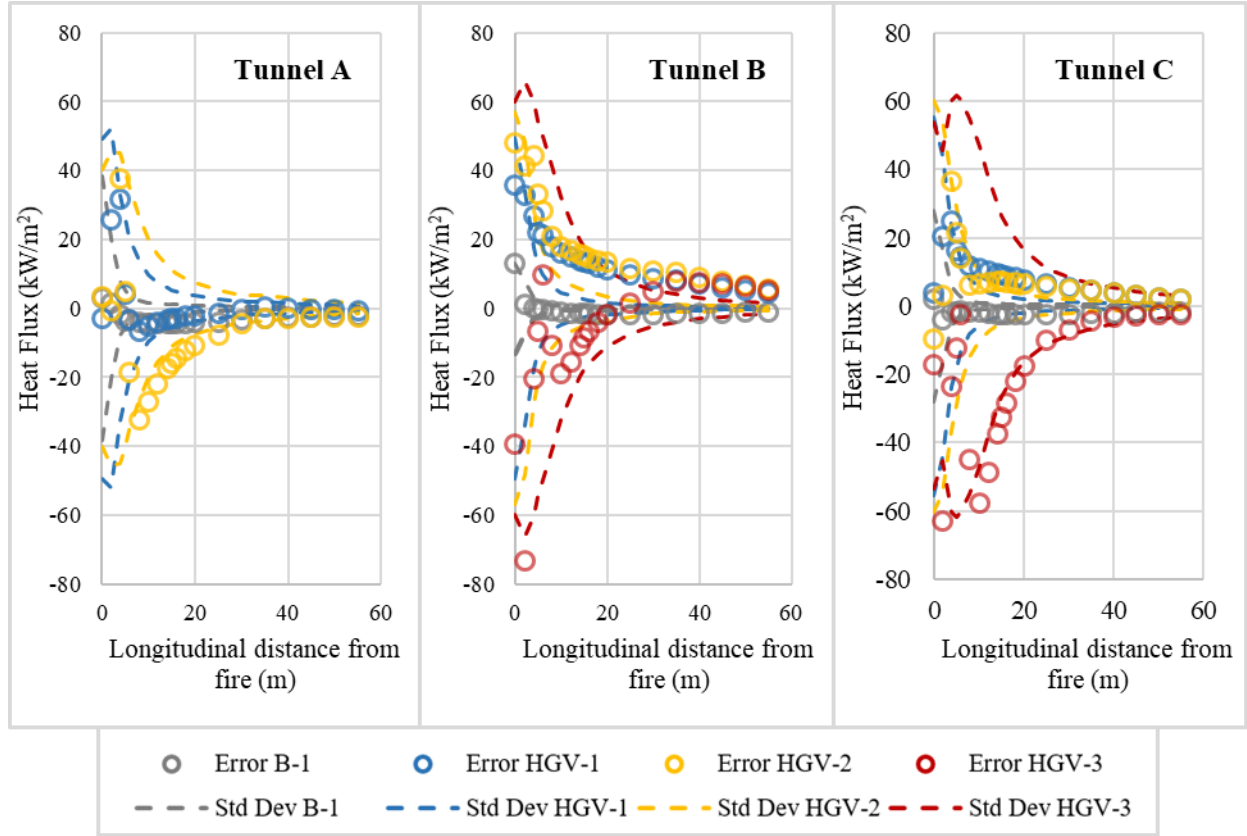 Tunnel A
80
60
40
20
0
-20
-40
-60
-80
0
20
40
60
Heat Flux (kW/m²)
Longitudinal distance from
fire (m)
Tunnel B
80
60
40
20
0
-20
-40
-60
-80
0
20
40
60
Heat Flux (kW/m²)
Longitudinal distance from
fire (m)
Tunnel C
80
60
40
20
0
-20
-40
-60
-80
0
20
40
60
Heat Flux (kW/m²)
Longitudinal distance from
fire (m)
Error B-1 Error HGV-1 Error HGV-2 Error HGV-3
Std Dev B-1 Std Dev HGV-1 Std Dev HGV-2 Std Dev HGV-3